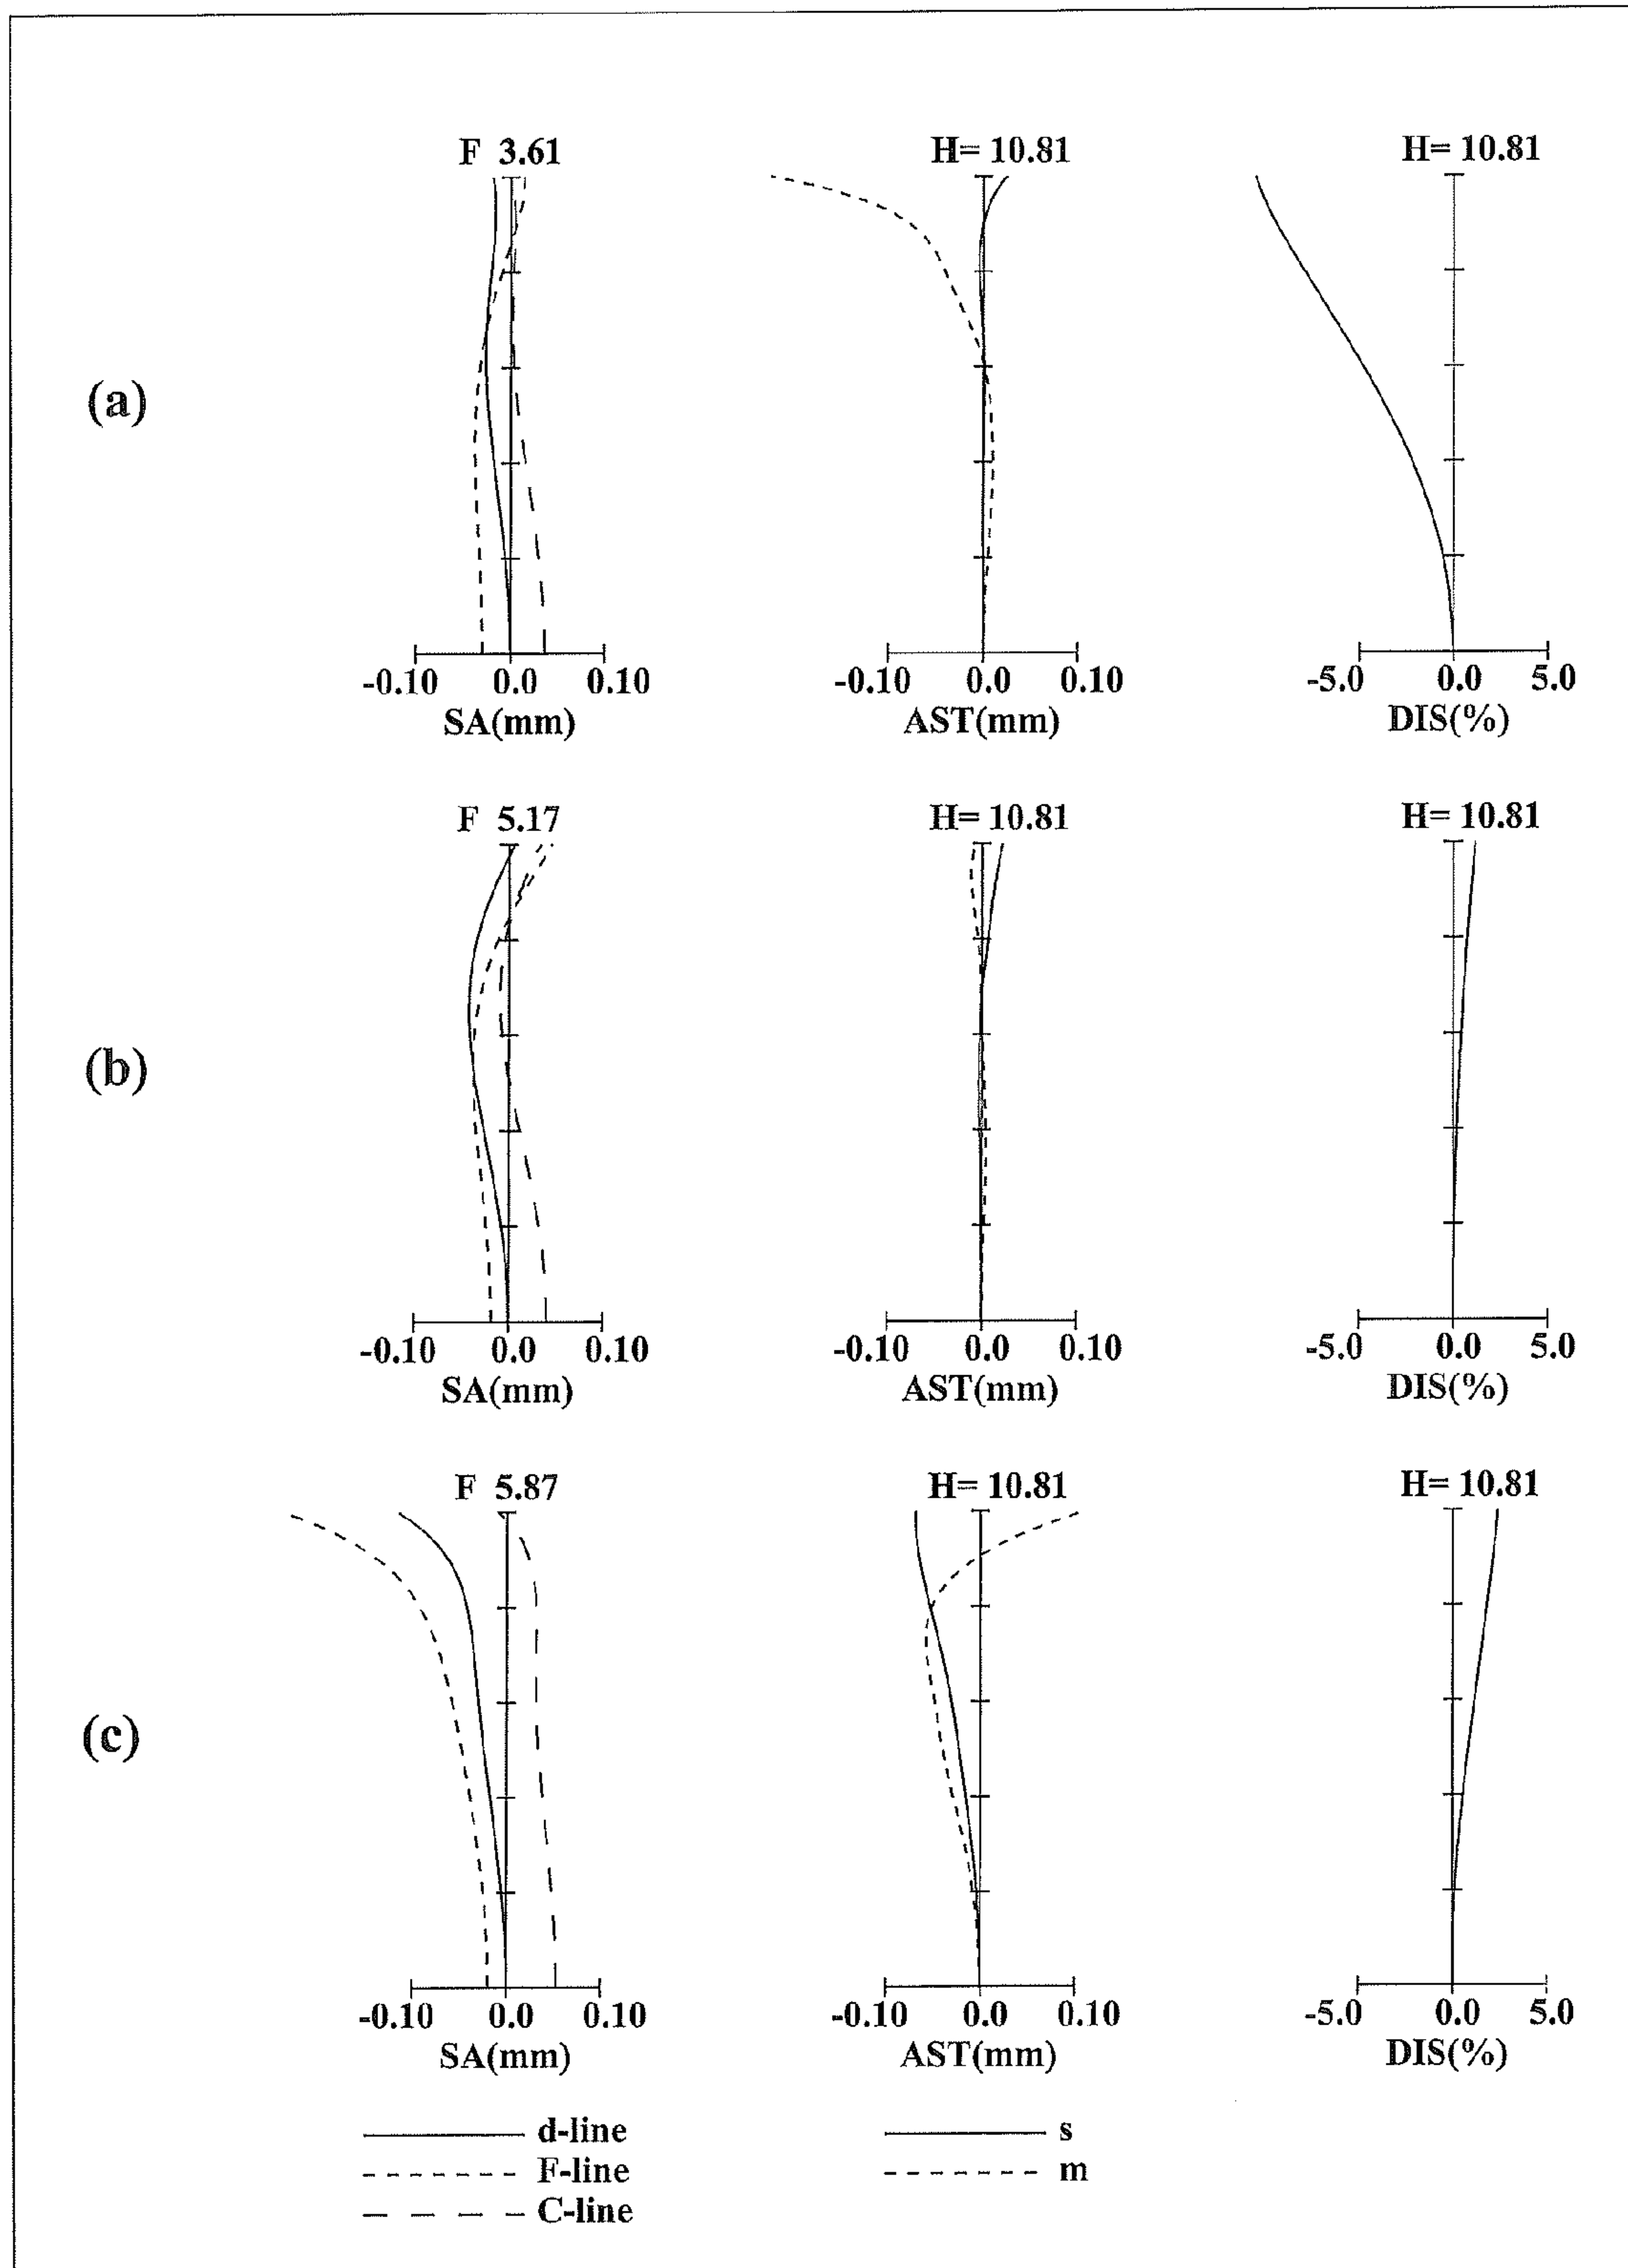 F 3.61 H= 10.81 H= 10.81
(a)
-0.10 0.0 0.10 -0.10 0.0 0.10 -5.0 0.0 5.0
SA(mm) AST(mm) DIS(%)
F 5.17 H= 10.81 H= 10.81
(b)
-0.10 0.0 0.10 -0.10 0.0 0.10 -5.0 0.0 5.0
SA(mm) AST(mm) DIS(%)
F 5.87 H= 10.81 H= 10.81
(c)
-0.10 0.0 0.10 -0.10 0.0 0.10 -5.0 0.0 5.0
SA(mm) AST(mm) DIS(%)
d-line s
F-line m
C-line